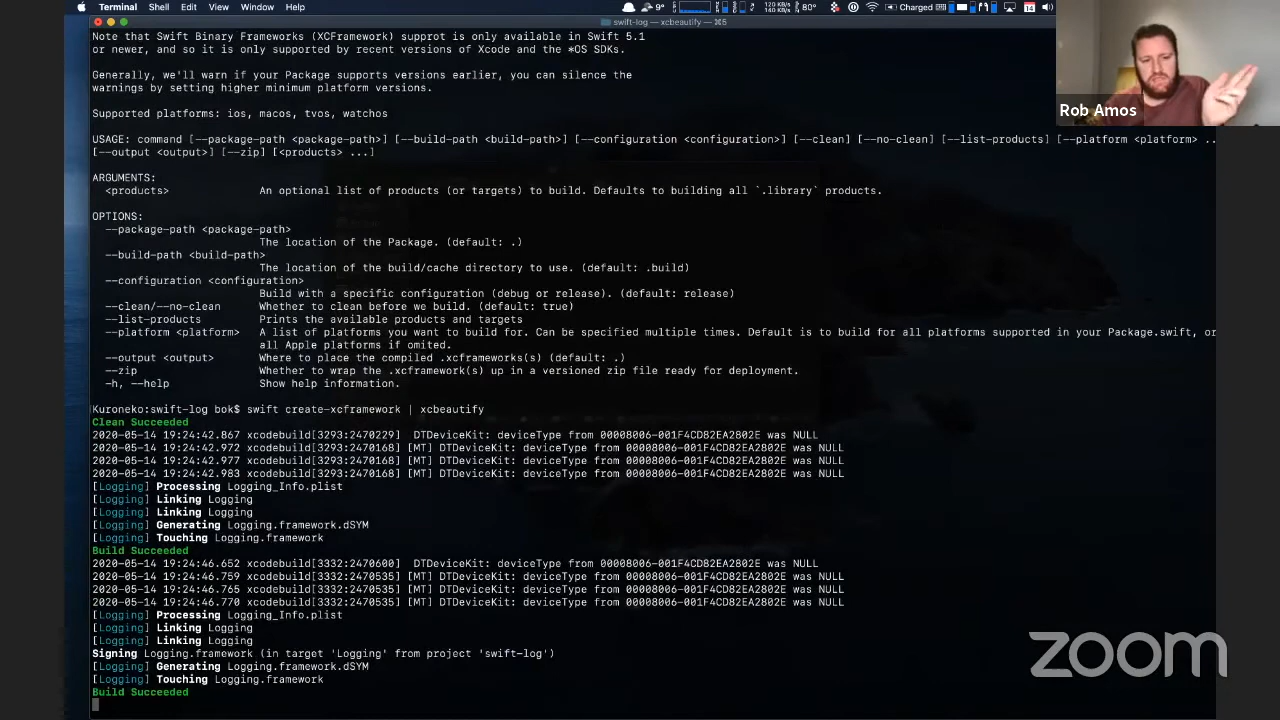 Terminal Shell Edit View Window Help 9° 120 KB/s 140 KB/s 80° Charged 14
swift-log — xcbeautify — ⌘5
Note that Swift Binary Frameworks (XCFramework) supprot is only available in Swift 5.1
or newer, and so it is only supported by recent versions of Xcode and the *OS SDKs.
Generally, we'll warn if your Package supports versions earlier, you can silence the
warnings by setting higher minimum platform versions.
Supported platforms: ios, macos, tvos, watchos
USAGE: command [--package-path <package-path>] [--build-path <build-path>] [--configuration <configuration>] [--clean] [--no-clean] [--list-products] [--platform <platform> ..
[--output <output>] [--zip] [<products> ...]
ARGUMENTS:
<products> An optional list of products (or targets) to build. Defaults to building all `.library` products.
OPTIONS:
--package-path <package-path>
The location of the Package. (default: .)
--build-path <build-path>
The location of the build/cache directory to use. (default: .build)
--configuration <configuration>
Build with a specific configuration (debug or release). (default: release)
--clean/--no-clean Whether to clean before we build. (default: true)
--list-products Prints the available products and targets
--platform <platform> A list of platforms you want to build for. Can be specified multiple times. Default is to build for all platforms supported in your Package.swift, or
all Apple platforms if omited.
--output <output> Where to place the compiled .xcframeworks(s) (default: .)
--zip Whether to wrap the .xcframework(s) up in a versioned zip file ready for deployment.
-h, --help Show help information.
Kuroneko:swift-log bok$ swift create-xcframework | xcbeautify
Clean Succeeded
2020-05-14 19:24:42.867 xcodebuild[3293:2470229] DTDeviceKit: deviceType from 00008006-001F4CD82EA2802E was NULL
2020-05-14 19:24:42.972 xcodebuild[3293:2470168] [MT] DTDeviceKit: deviceType from 00008006-001F4CD82EA2802E was NULL
2020-05-14 19:24:42.977 xcodebuild[3293:2470168] [MT] DTDeviceKit: deviceType from 00008006-001F4CD82EA2802E was NULL
2020-05-14 19:24:42.983 xcodebuild[3293:2470168] [MT] DTDeviceKit: deviceType from 00008006-001F4CD82EA2802E was NULL
[Logging] Processing Logging_Info.plist
[Logging] Linking Logging
[Logging] Linking Logging
[Logging] Generating Logging.framework.dSYM
[Logging] Touching Logging.framework
Build Succeeded
2020-05-14 19:24:46.652 xcodebuild[3332:2470600] DTDeviceKit: deviceType from 00008006-001F4CD82EA2802E was NULL
2020-05-14 19:24:46.759 xcodebuild[3332:2470535] [MT] DTDeviceKit: deviceType from 00008006-001F4CD82EA2802E was NULL
2020-05-14 19:24:46.765 xcodebuild[3332:2470535] [MT] DTDeviceKit: deviceType from 00008006-001F4CD82EA2802E was NULL
2020-05-14 19:24:46.770 xcodebuild[3332:2470535] [MT] DTDeviceKit: deviceType from 00008006-001F4CD82EA2802E was NULL
[Logging] Processing Logging_Info.plist
[Logging] Linking Logging
[Logging] Linking Logging
Signing Logging.framework (in target 'Logging' from project 'swift-log')
[Logging] Generating Logging.framework.dSYM
[Logging] Touching Logging.framework
Build Succeeded
Rob Amos
zoom